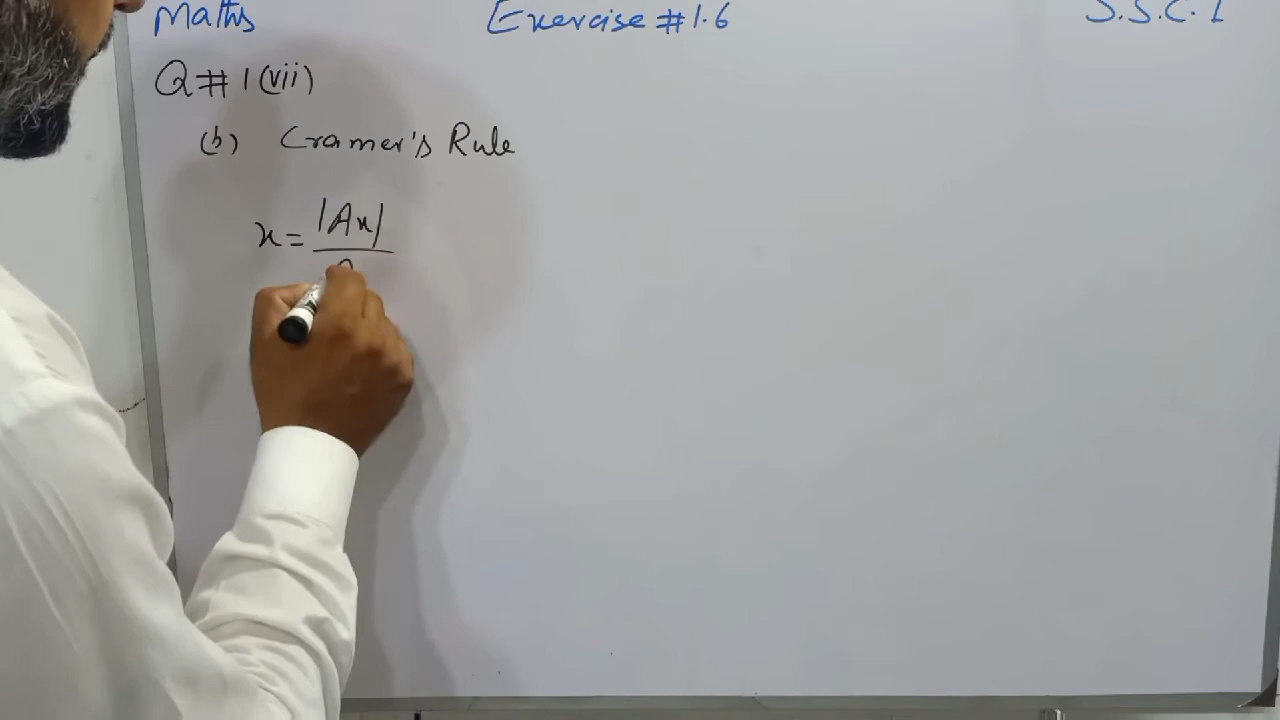 Maths Exercise # 1.6 S.S.C I
Q # 1 (vii)
(b) Cramer's Rule
x = |Ax|